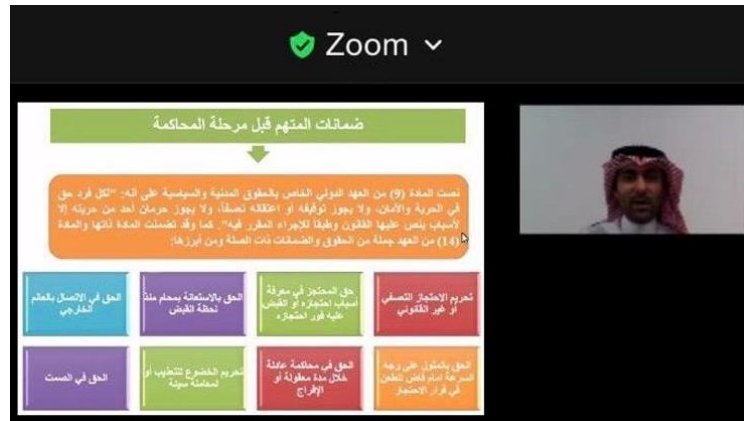 Zoom
ضمانات المتهم قبل مرحلة المحاكمة
نصت المادة (9) من العهد الدولي الخاص بالحقوق المدنية والسياسية على أنه: "لكل فرد حق
في الحرية والأمان، ولا يجوز توقيفه أو اعتقاله تعسفاً، ولا يجوز حرمان أحد من حريته إلا
لأسباب ينص عليها القانون وطبقا للإجراء المقرر فيه". كما وقد تضمنت المادة ذاتها والمادة
(14) من العهد جملة من الحقوق والضمانات ذات الصلة ومن أبرزها:
تحريم الاحتجاز التعسفي
أو غير القانوني
حق المحتجز في معرفة
أسباب احتجازه أو القبض
عليه فور احتجازه
الحق بالاستعانة بمحام منذ
لحظة القبض
الحق في الاتصال بالعالم
الخارجي
الحق بالمثول على وجه
السرعة أمام قاض للطعن
في قرار الاحتجاز
الحق في محاكمة عادلة
خلال مدة معقولة أو
الإفراج
تحريم الخضوع للتعذيب أو
لمعاملة سيئة
الحق في الصمت